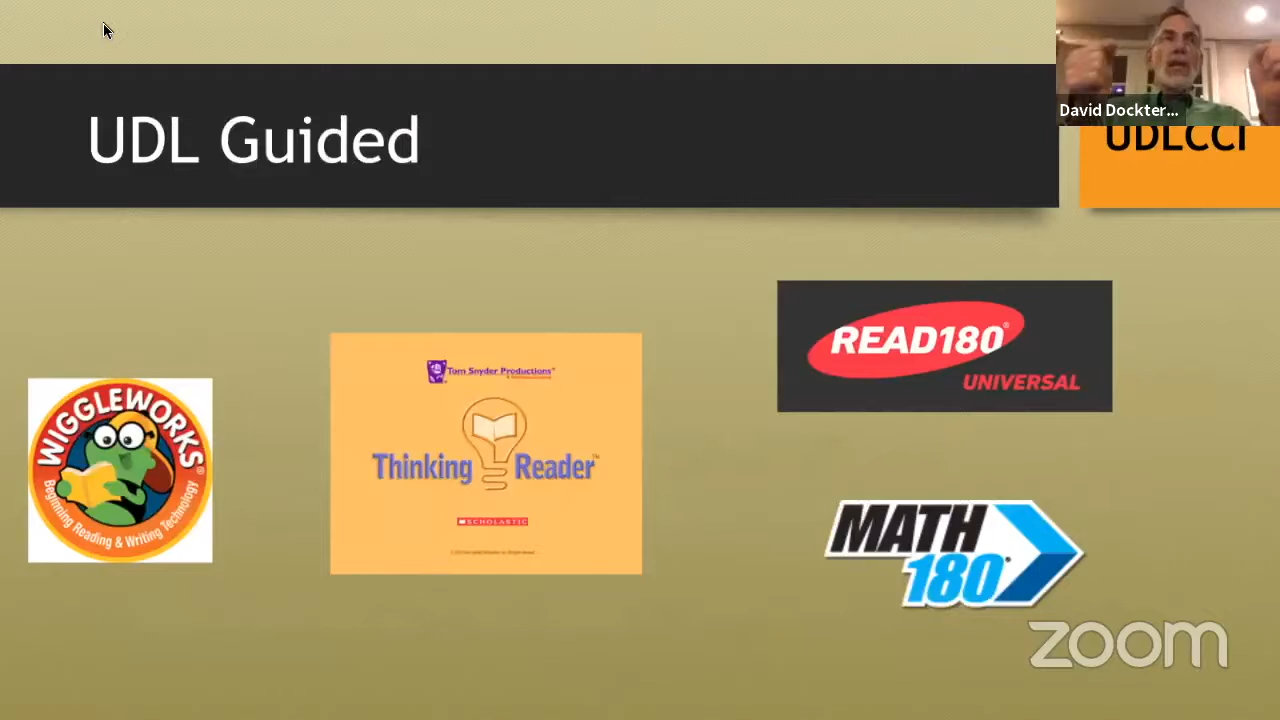 David Dockter...
UDL Guided
UDLCCI
READ180®
UNIVERSAL
Tom Snyder Productions®
Thinking Reader™
SCHOLASTIC
WIGGLEWORKS®
Beginning Reading & Writing Technology
MATH
180®
zoom